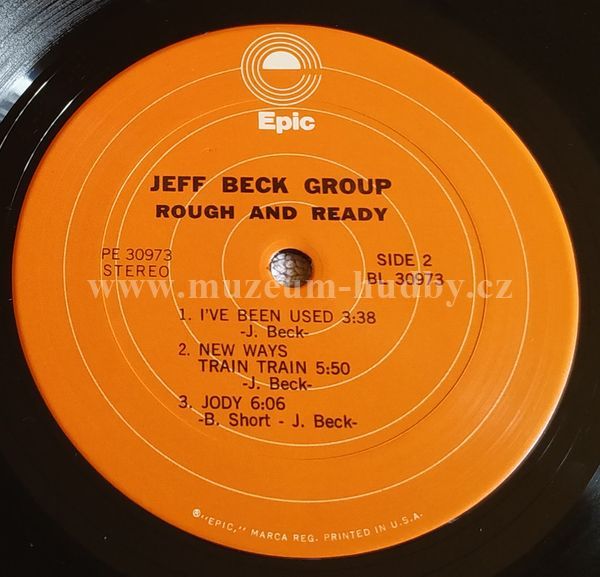 Epic
JEFF BECK GROUP
ROUGH AND READY
PE 30973
STEREO
SIDE 2
BL 30973
www.muzeum-hudby.cz
1. I'VE BEEN USED 3:38
-J. Beck-
2. NEW WAYS
TRAIN TRAIN 5:50
-J. Beck-
3. JODY 6:06
-B. Short - J. Beck-
®"EPIC," MARCA REG. PRINTED IN U.S.A.